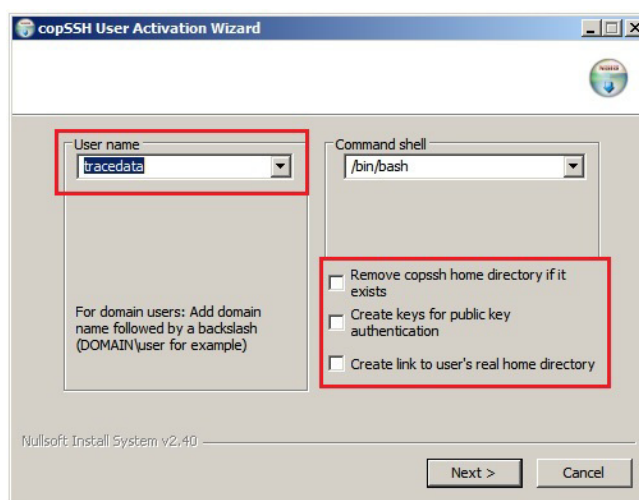 copSSH User Activation Wizard
User name
tracedata
Command shell
/bin/bash
For domain users: Add domain
name followed by a backslash
(DOMAIN\user for example)
Remove copssh home directory if it
exists
Create keys for public key
authentication
Create link to user's real home directory
Nullsoft Install System v2.40
Next >
Cancel